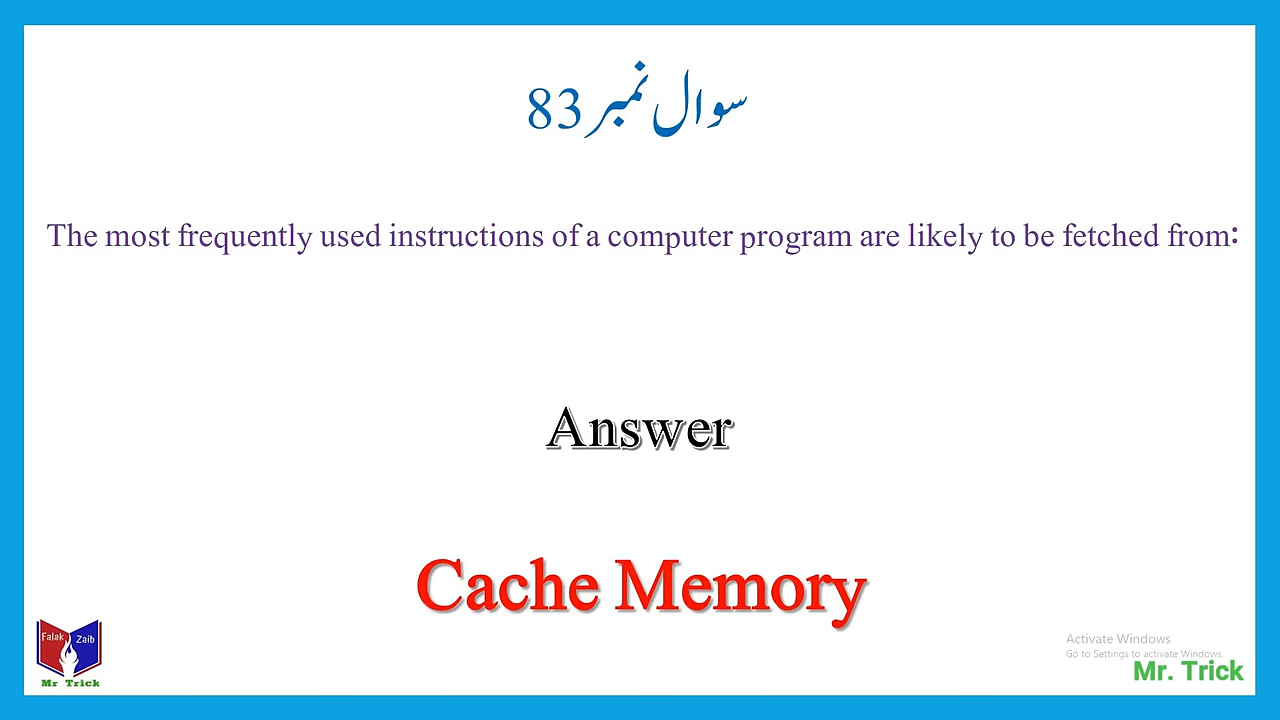 سوال نمبر 83
The most frequently used instructions of a computer program are likely to be fetched from:
Answer
Cache Memory
Falak Zaib
Mr Trick
Activate Windows
Go to Settings to activate Windows.
Mr. Trick